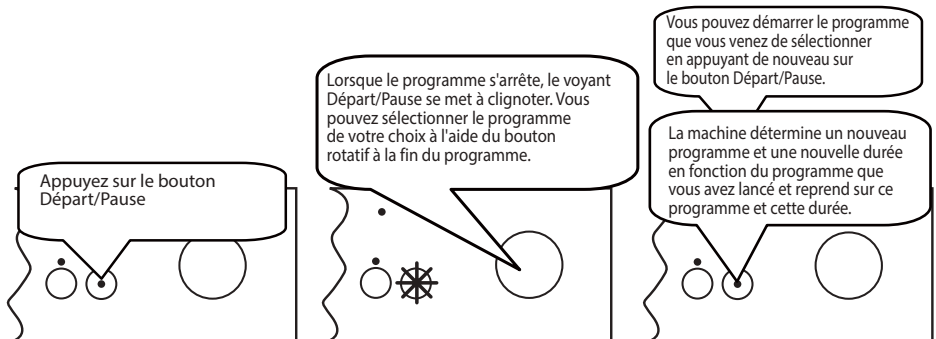 Appuyez sur le bouton
Départ/Pause
Lorsque le programme s'arrête, le voyant
Départ/Pause se met à clignoter. Vous
pouvez sélectionner le programme
de votre choix à l'aide du bouton
rotatif à la fin du programme.
Vous pouvez démarrer le programme
que vous venez de sélectionner
en appuyant de nouveau sur
le bouton Départ/Pause.
La machine détermine un nouveau
programme et une nouvelle durée
en fonction du programme que
vous avez lancé et reprend sur ce
programme et cette durée.